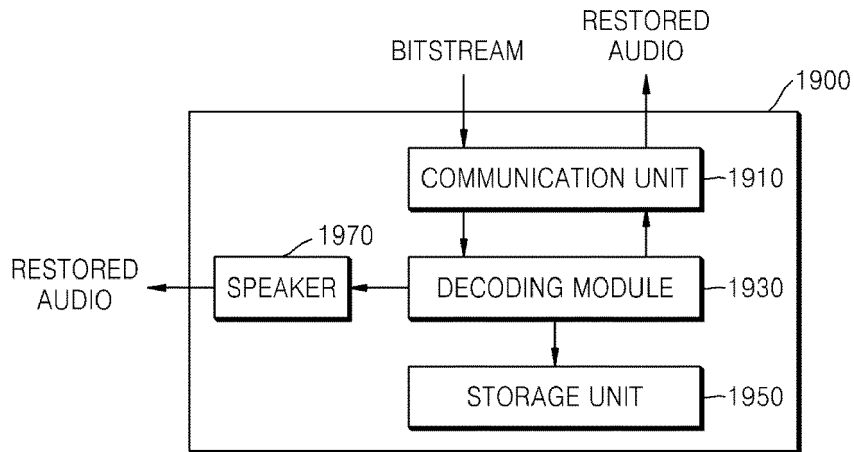 BITSTREAM
RESTORED
AUDIO
1900
COMMUNICATION UNIT
1910
1970
RESTORED
AUDIO
SPEAKER
DECODING MODULE
1930
STORAGE UNIT
1950